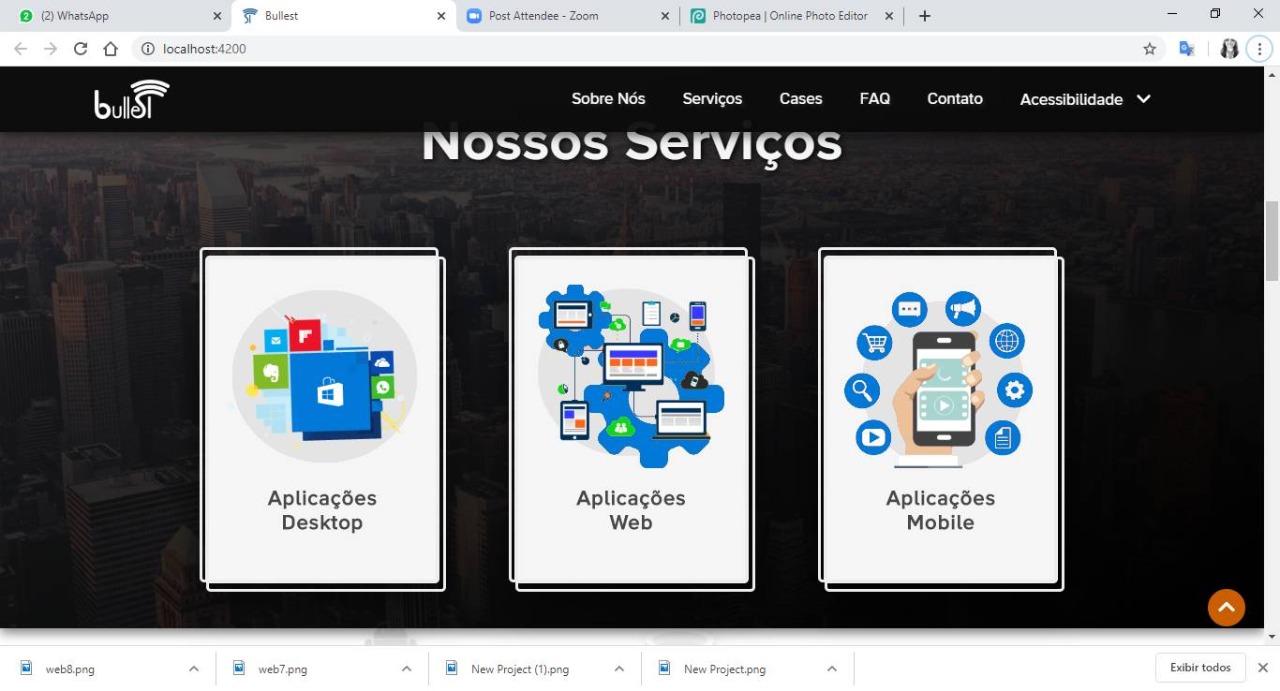 2
(2) WhatsApp
Bullest
Post Attendee - Zoom
Photopea | Online Photo Editor
localhost:4200
bullest
Sobre Nós
Serviços
Cases
FAQ
Contato
Acessibilidade
Nossos Serviços
Aplicações
Desktop
Aplicações
Web
Aplicações
Mobile
web8.png
web7.png
New Project (1).png
New Project.png
Exibir todos